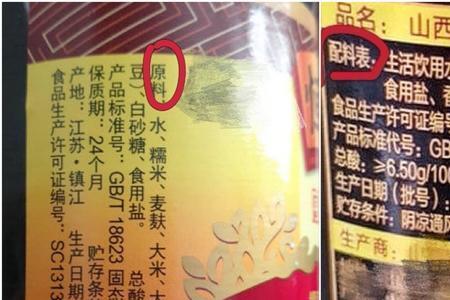 原料：水、糯米、麦麸、大米、大
豆）、白砂糖、食用盐。 总酸
产品标准号：GB/T 18623 固态
保质期：24个月 贮存条
产地：江苏·镇江 生产日期
食品生产许可证编号：SC1313
品名： 山西
配料表：生活饮用水
食用盐、
食品生产许可证编号
产品标准代号：GB
总酸：≥6.50g/100
生产日期（批号）：
贮存条件：阴凉通风
生产商：山